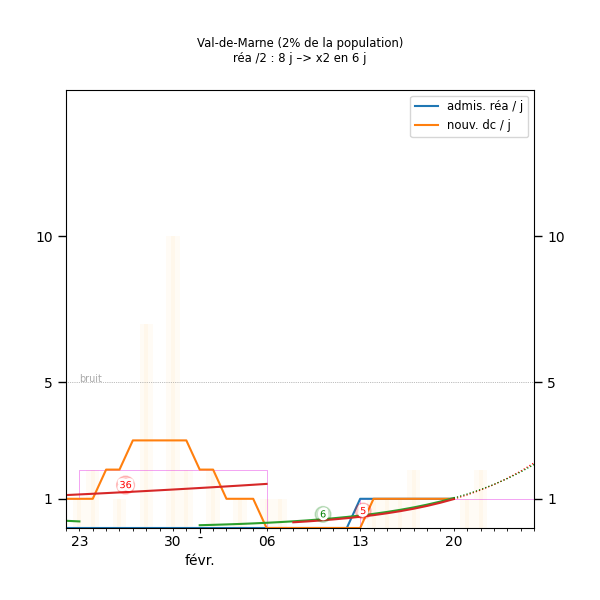 Val-de-Marne (2% de la population)
réa /2 : 8 j –> x2 en 6 j
admis. réa / j
nouv. dc / j
10
10
bruit
5
5
36
6
5
1
1
23
30
-
06
13
20
févr.